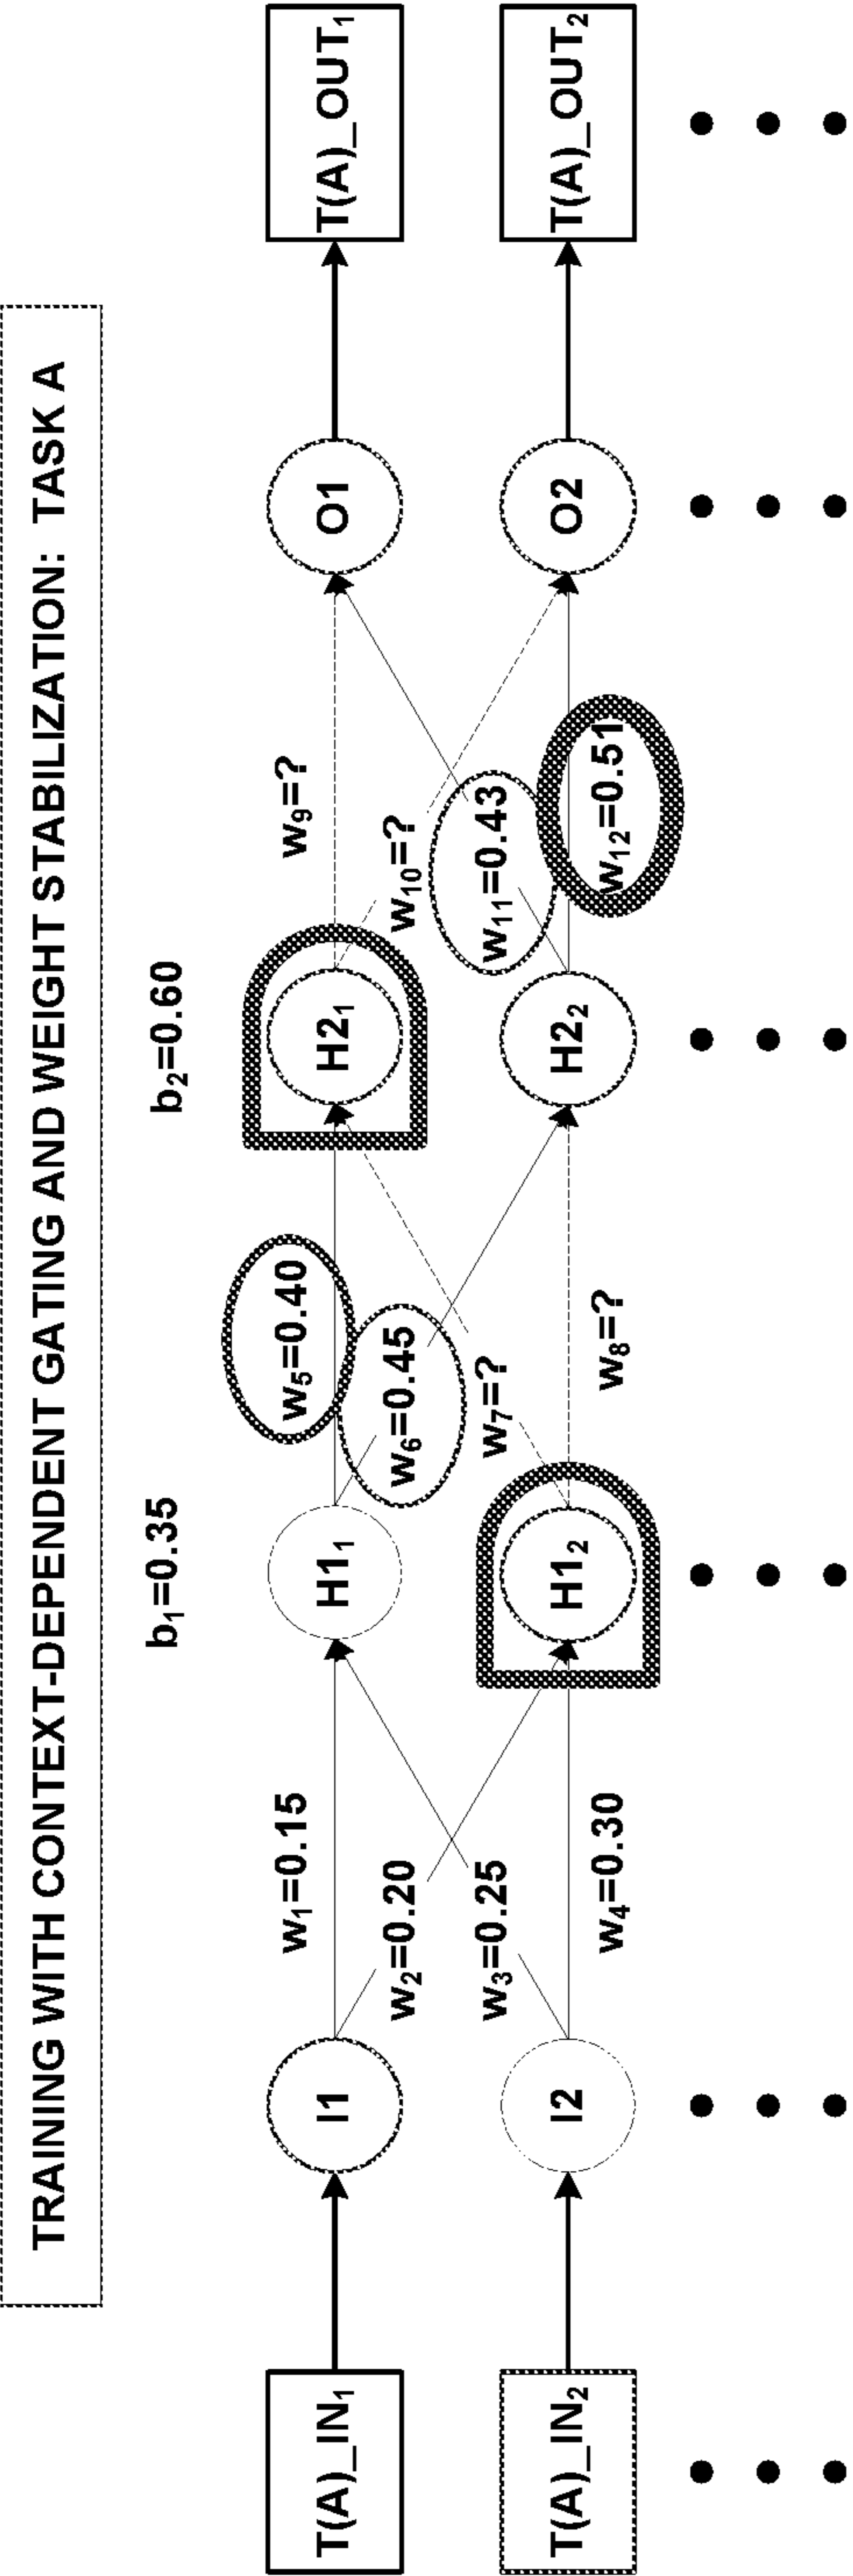 TRAINING WITH CONTEXT-DEPENDENT GATING AND WEIGHT STABILIZATION: TASK A
b₁=0.35
b₂=0.60
T(A)_IN₁
I1
w₁=0.15
H1₁
w₅=0.40
H2₁
w₉=?
O1
T(A)_OUT₁
w₂=0.20
w₆=0.45
w₁₀=?
w₃=0.25
w₇=?
w₁₁=0.43
T(A)_IN₂
I2
w₄=0.30
H1₂
w₈=?
H2₂
w₁₂=0.51
O2
T(A)_OUT₂